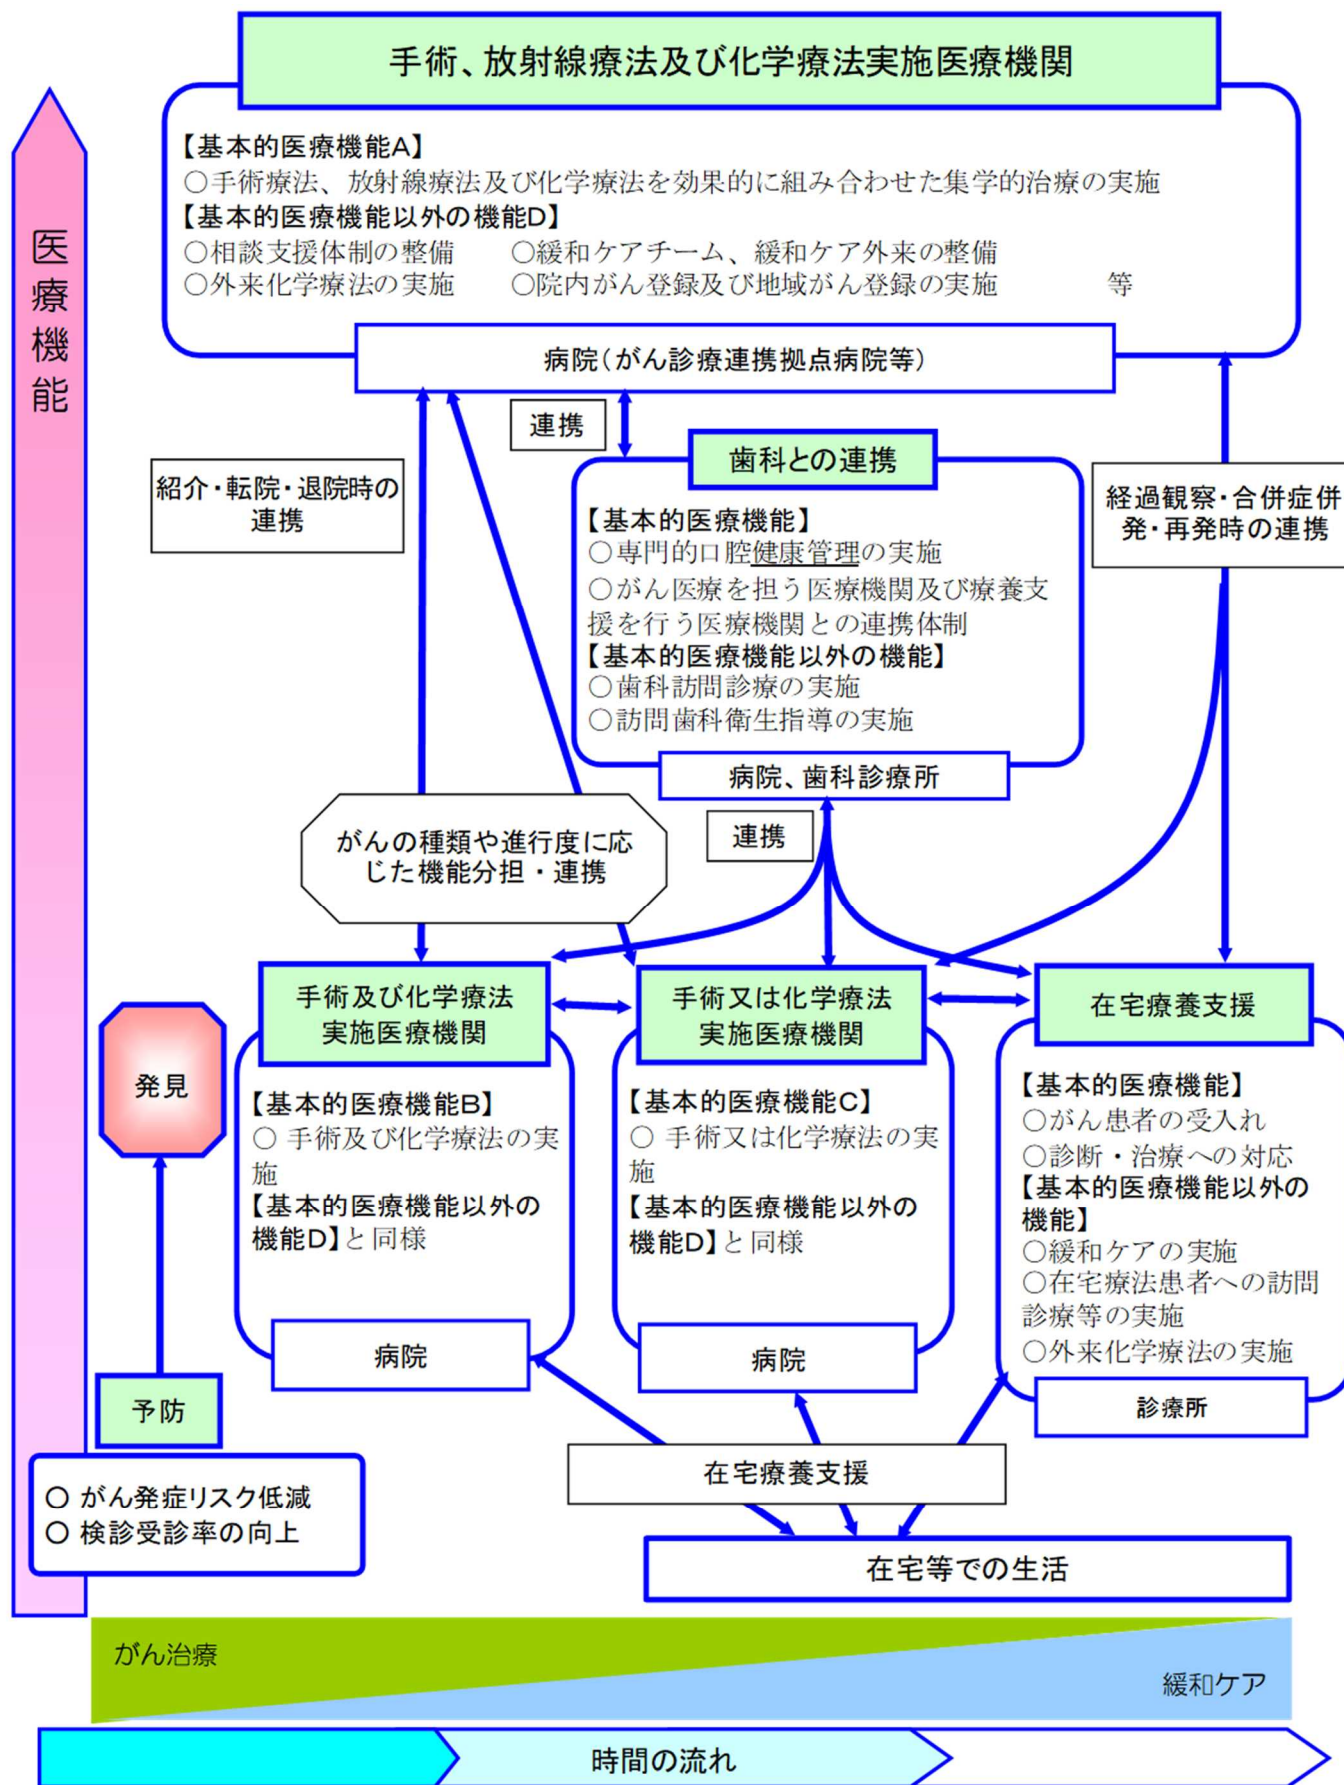 手術、放射線療法及び化学療法実施医療機関
医療機能
【基本的医療機能A】
○手術療法、放射線療法及び化学療法を効果的に組み合わせた集学的治療の実施
【基本的医療機能以外の機能D】
○相談支援体制の整備　　○緩和ケアチーム、緩和ケア外来の整備
○外来化学療法の実施　　○院内がん登録及び地域がん登録の実施　　　　等
病院（がん診療連携拠点病院等）
連携
紹介・転院・退院時の
連携
歯科との連携
【基本的医療機能】
○専門的口腔健康管理の実施
○がん医療を担う医療機関及び療養支
援を行う医療機関との連携体制
【基本的医療機能以外の機能】
○歯科訪問診療の実施
○訪問歯科衛生指導の実施
病院、歯科診療所
経過観察・合併症併
発・再発時の連携
がんの種類や進行度に応
じた機能分担・連携
連携
手術及び化学療法
実施医療機関
【基本的医療機能B】
○ 手術及び化学療法の実
施
【基本的医療機能以外の
機能D】と同様
病院
手術又は化学療法
実施医療機関
【基本的医療機能C】
○ 手術又は化学療法の実
施
【基本的医療機能以外の
機能D】と同様
病院
在宅療養支援
【基本的医療機能】
○がん患者の受入れ
○診断・治療への対応
【基本的医療機能以外の
機能】
○緩和ケアの実施
○在宅療法患者への訪問
診療等の実施
○外来化学療法の実施
診療所
発見
予防
○ がん発症リスク低減
○ 検診受診率の向上
在宅療養支援
在宅等での生活
がん治療
緩和ケア
時間の流れ